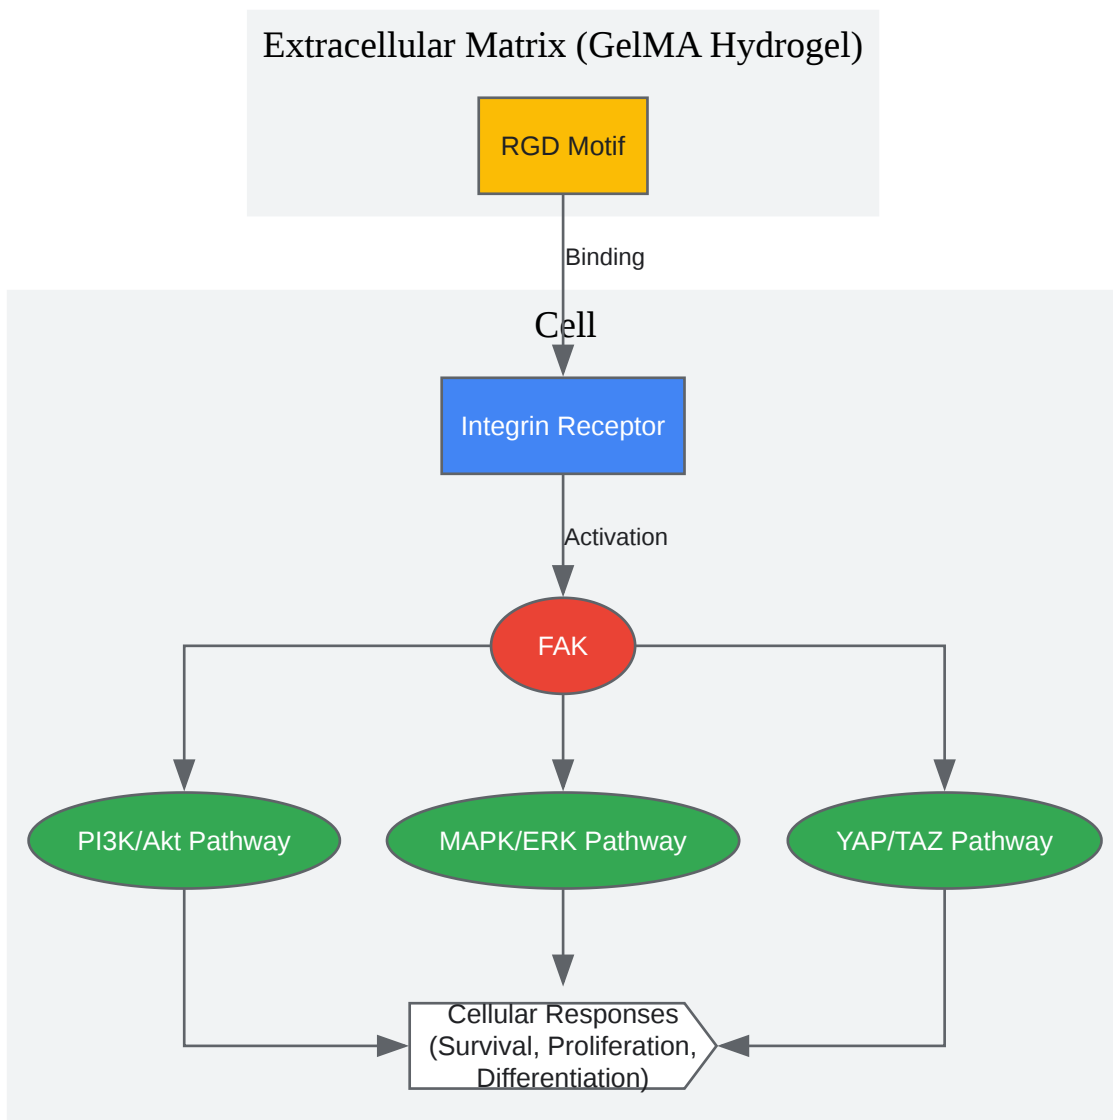 Extracellular Matrix (GelMA Hydrogel)
RGD Motif
Binding
Cell
Integrin Receptor
Activation
FAK
PI3K/Akt Pathway
MAPK/ERK Pathway
YAP/TAZ Pathway
Cellular Responses
(Survival, Proliferation,
Differentiation)